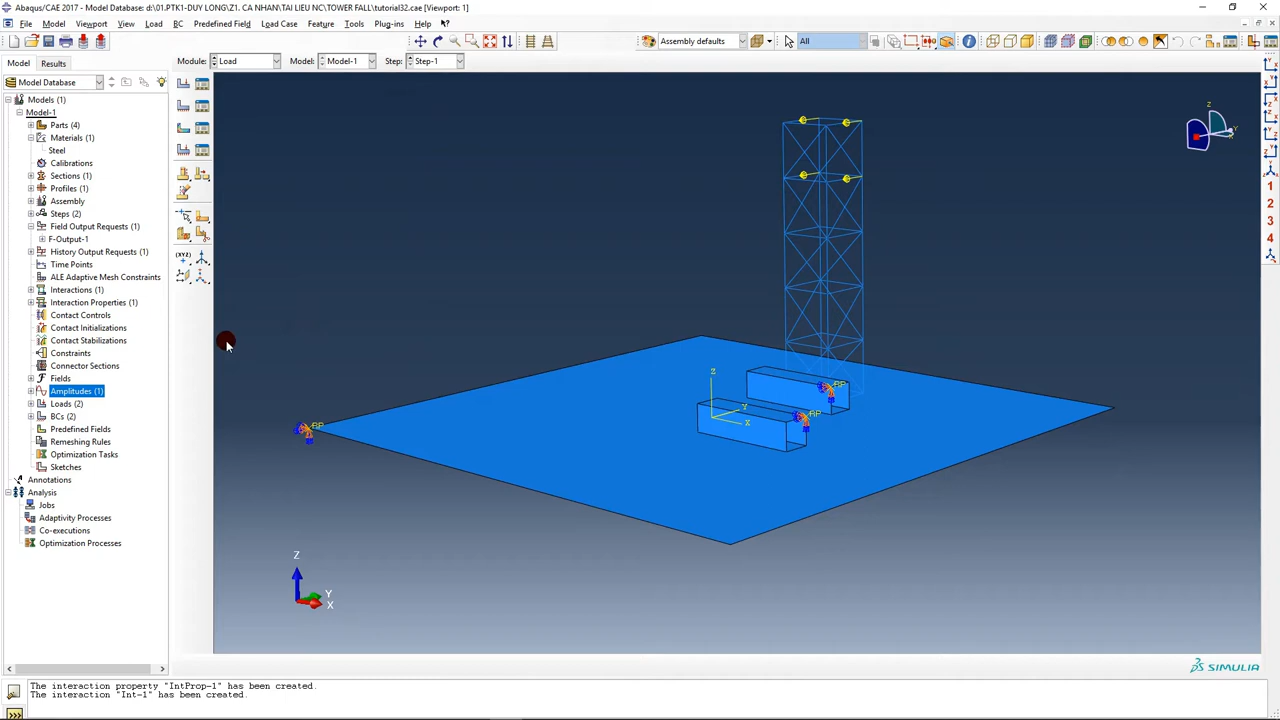 Abaqus/CAE 2017 - Model Database: D:\01.PTK1-DUY LONG\Z1. CA NHAN\TAI LIEU NC\TOWER FALL\tutorial32.cae [Viewport: 1]
File Model Viewport View Load BC Predefined Field Load Case Feature Tools Plug-ins Help
All
Assembly defaults
Model Results
Module: Load Model: Model-1 Step: Step-1
Model Database
Models (1)
Model-1
Parts (4)
Materials (1)
Steel
Calibrations
Sections (1)
Profiles (1)
Assembly
Steps (2)
Field Output Requests (1)
F-Output-1
History Output Requests (1)
Time Points
ALE Adaptive Mesh Constraints
Interactions (1)
Interaction Properties (1)
Contact Controls
Contact Initializations
Contact Stabilizations
Constraints
Connector Sections
Fields
Amplitudes (1)
Loads (2)
BCs (2)
Predefined Fields
Remeshing Rules
Optimization Tasks
Sketches
Annotations
Analysis
Jobs
Adaptivity Processes
Co-executions
Optimization Processes
(XYZ)
Z
RP
Z
Y
X
RP
RP
1
2
3
4
Z
Y
X
SIMULIA
The interaction property "IntProp-1" has been created.
The interaction "Int-1" has been created.
>>>